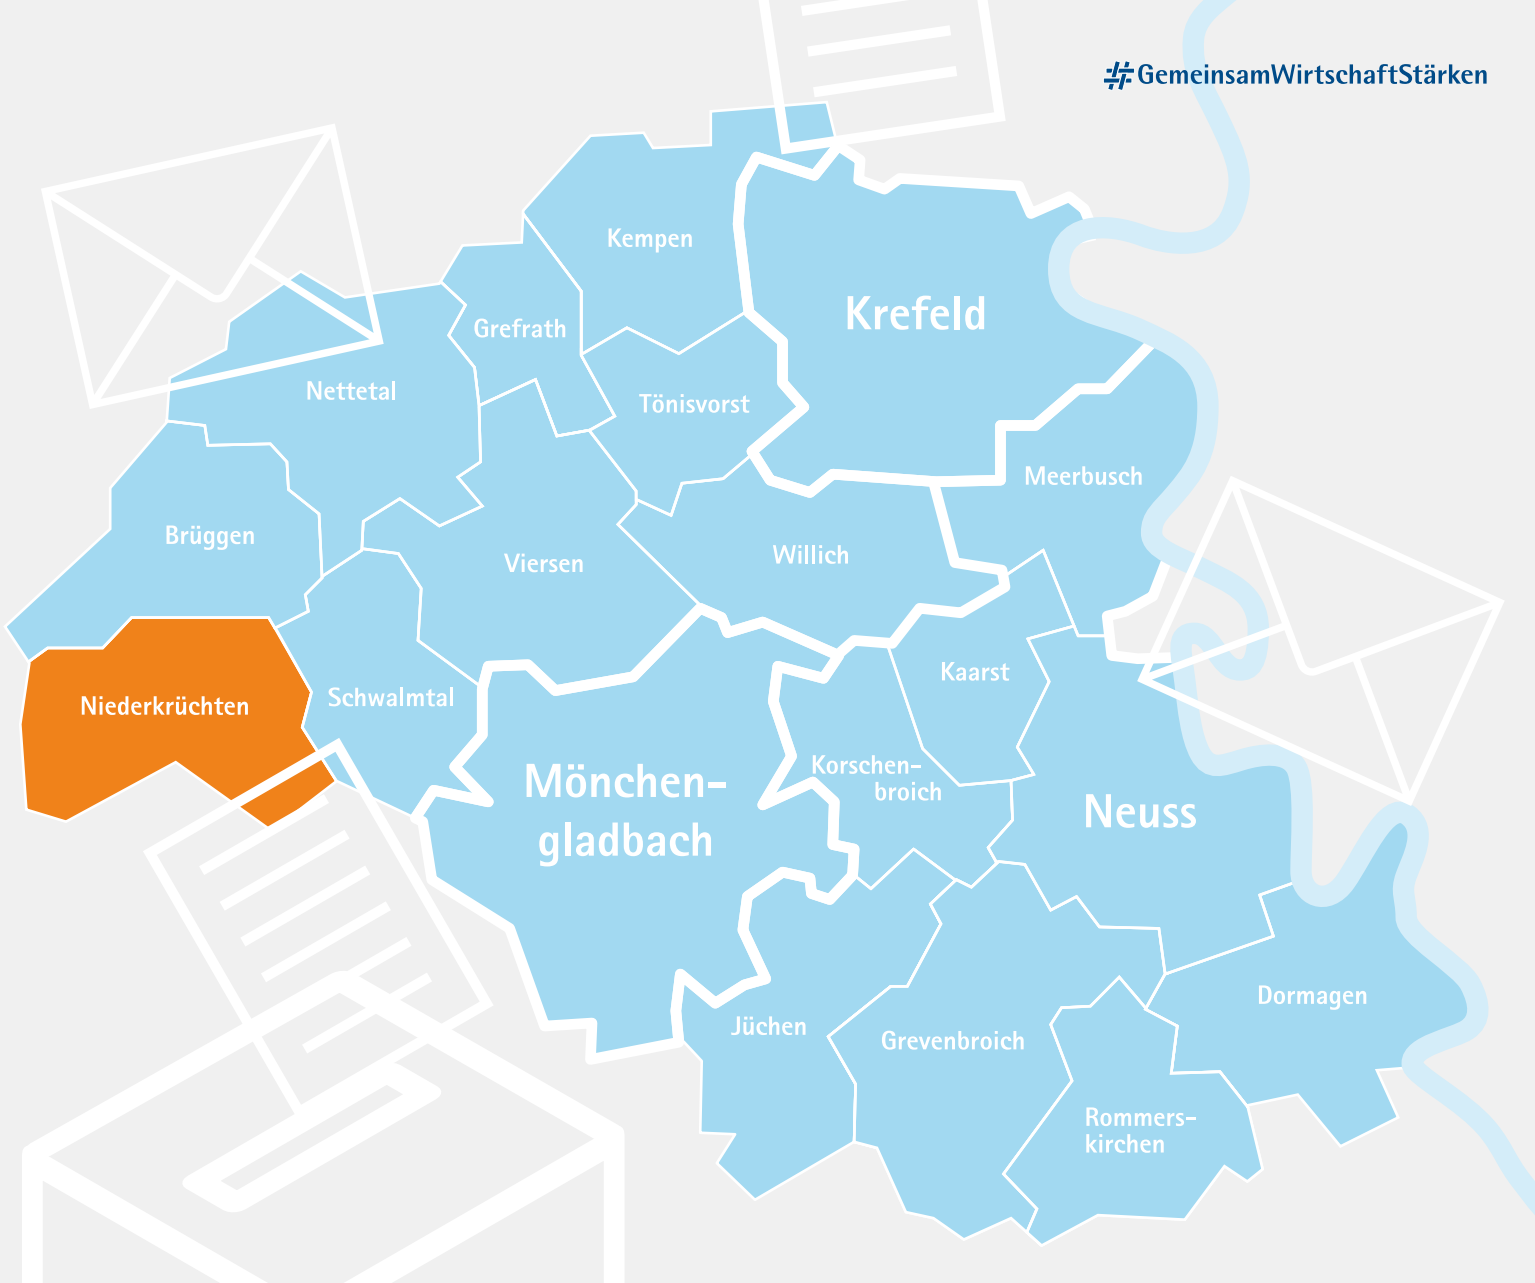 #GemeinsamWirtschaftStärken
Kempen
Krefeld
Grefrath
Nettetal
Tönisvorst
Meerbusch
Brüggen
Viersen
Willich
Kaarst
Schwalmtal
Niederkrüchten
Korschen-
broich
Mönchen-
gladbach
Neuss
Dormagen
Jüchen
Grevenbroich
Rommers-
kirchen